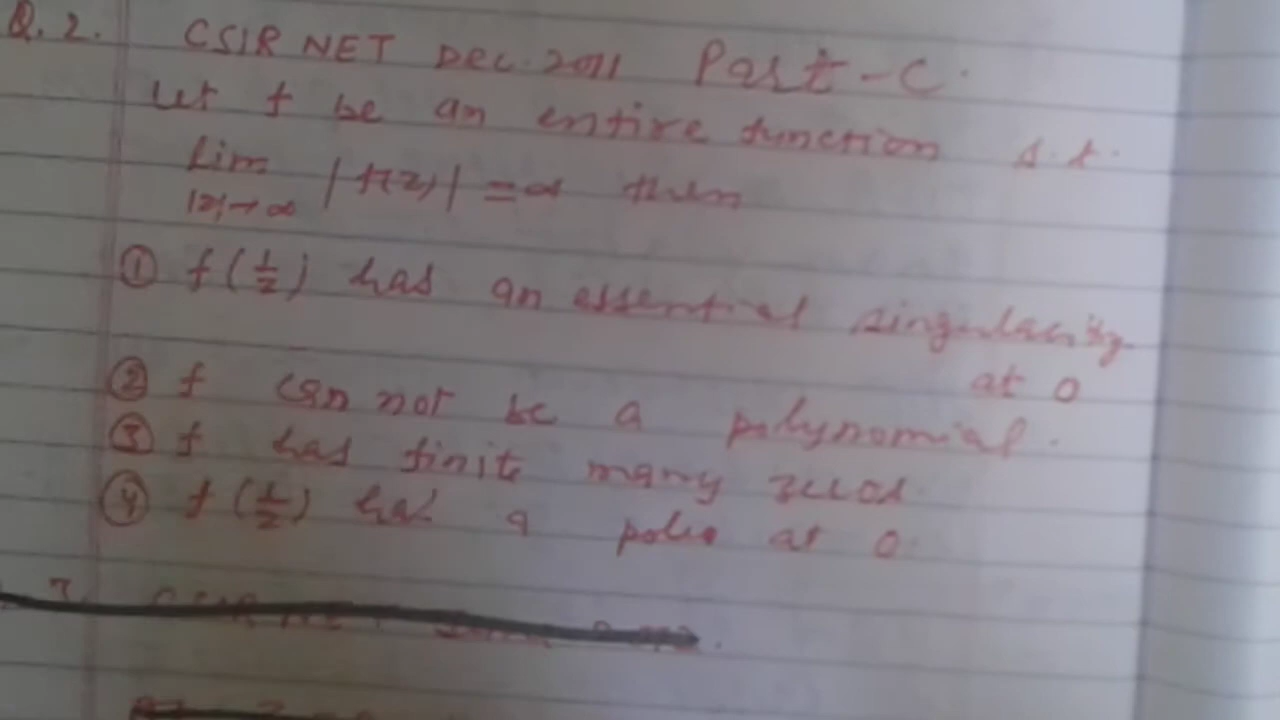 Q.2. CSIR NET DEC. 2011 Part-C.
Let f be an entire function s.t.
Lim |f(z)| = ∞ then
|z|→∞
① f(1/z) has an essential singularity
at 0
② f can not be a polynomial.
③ f has finite many zeros.
④ f(1/z) has a pole at 0.